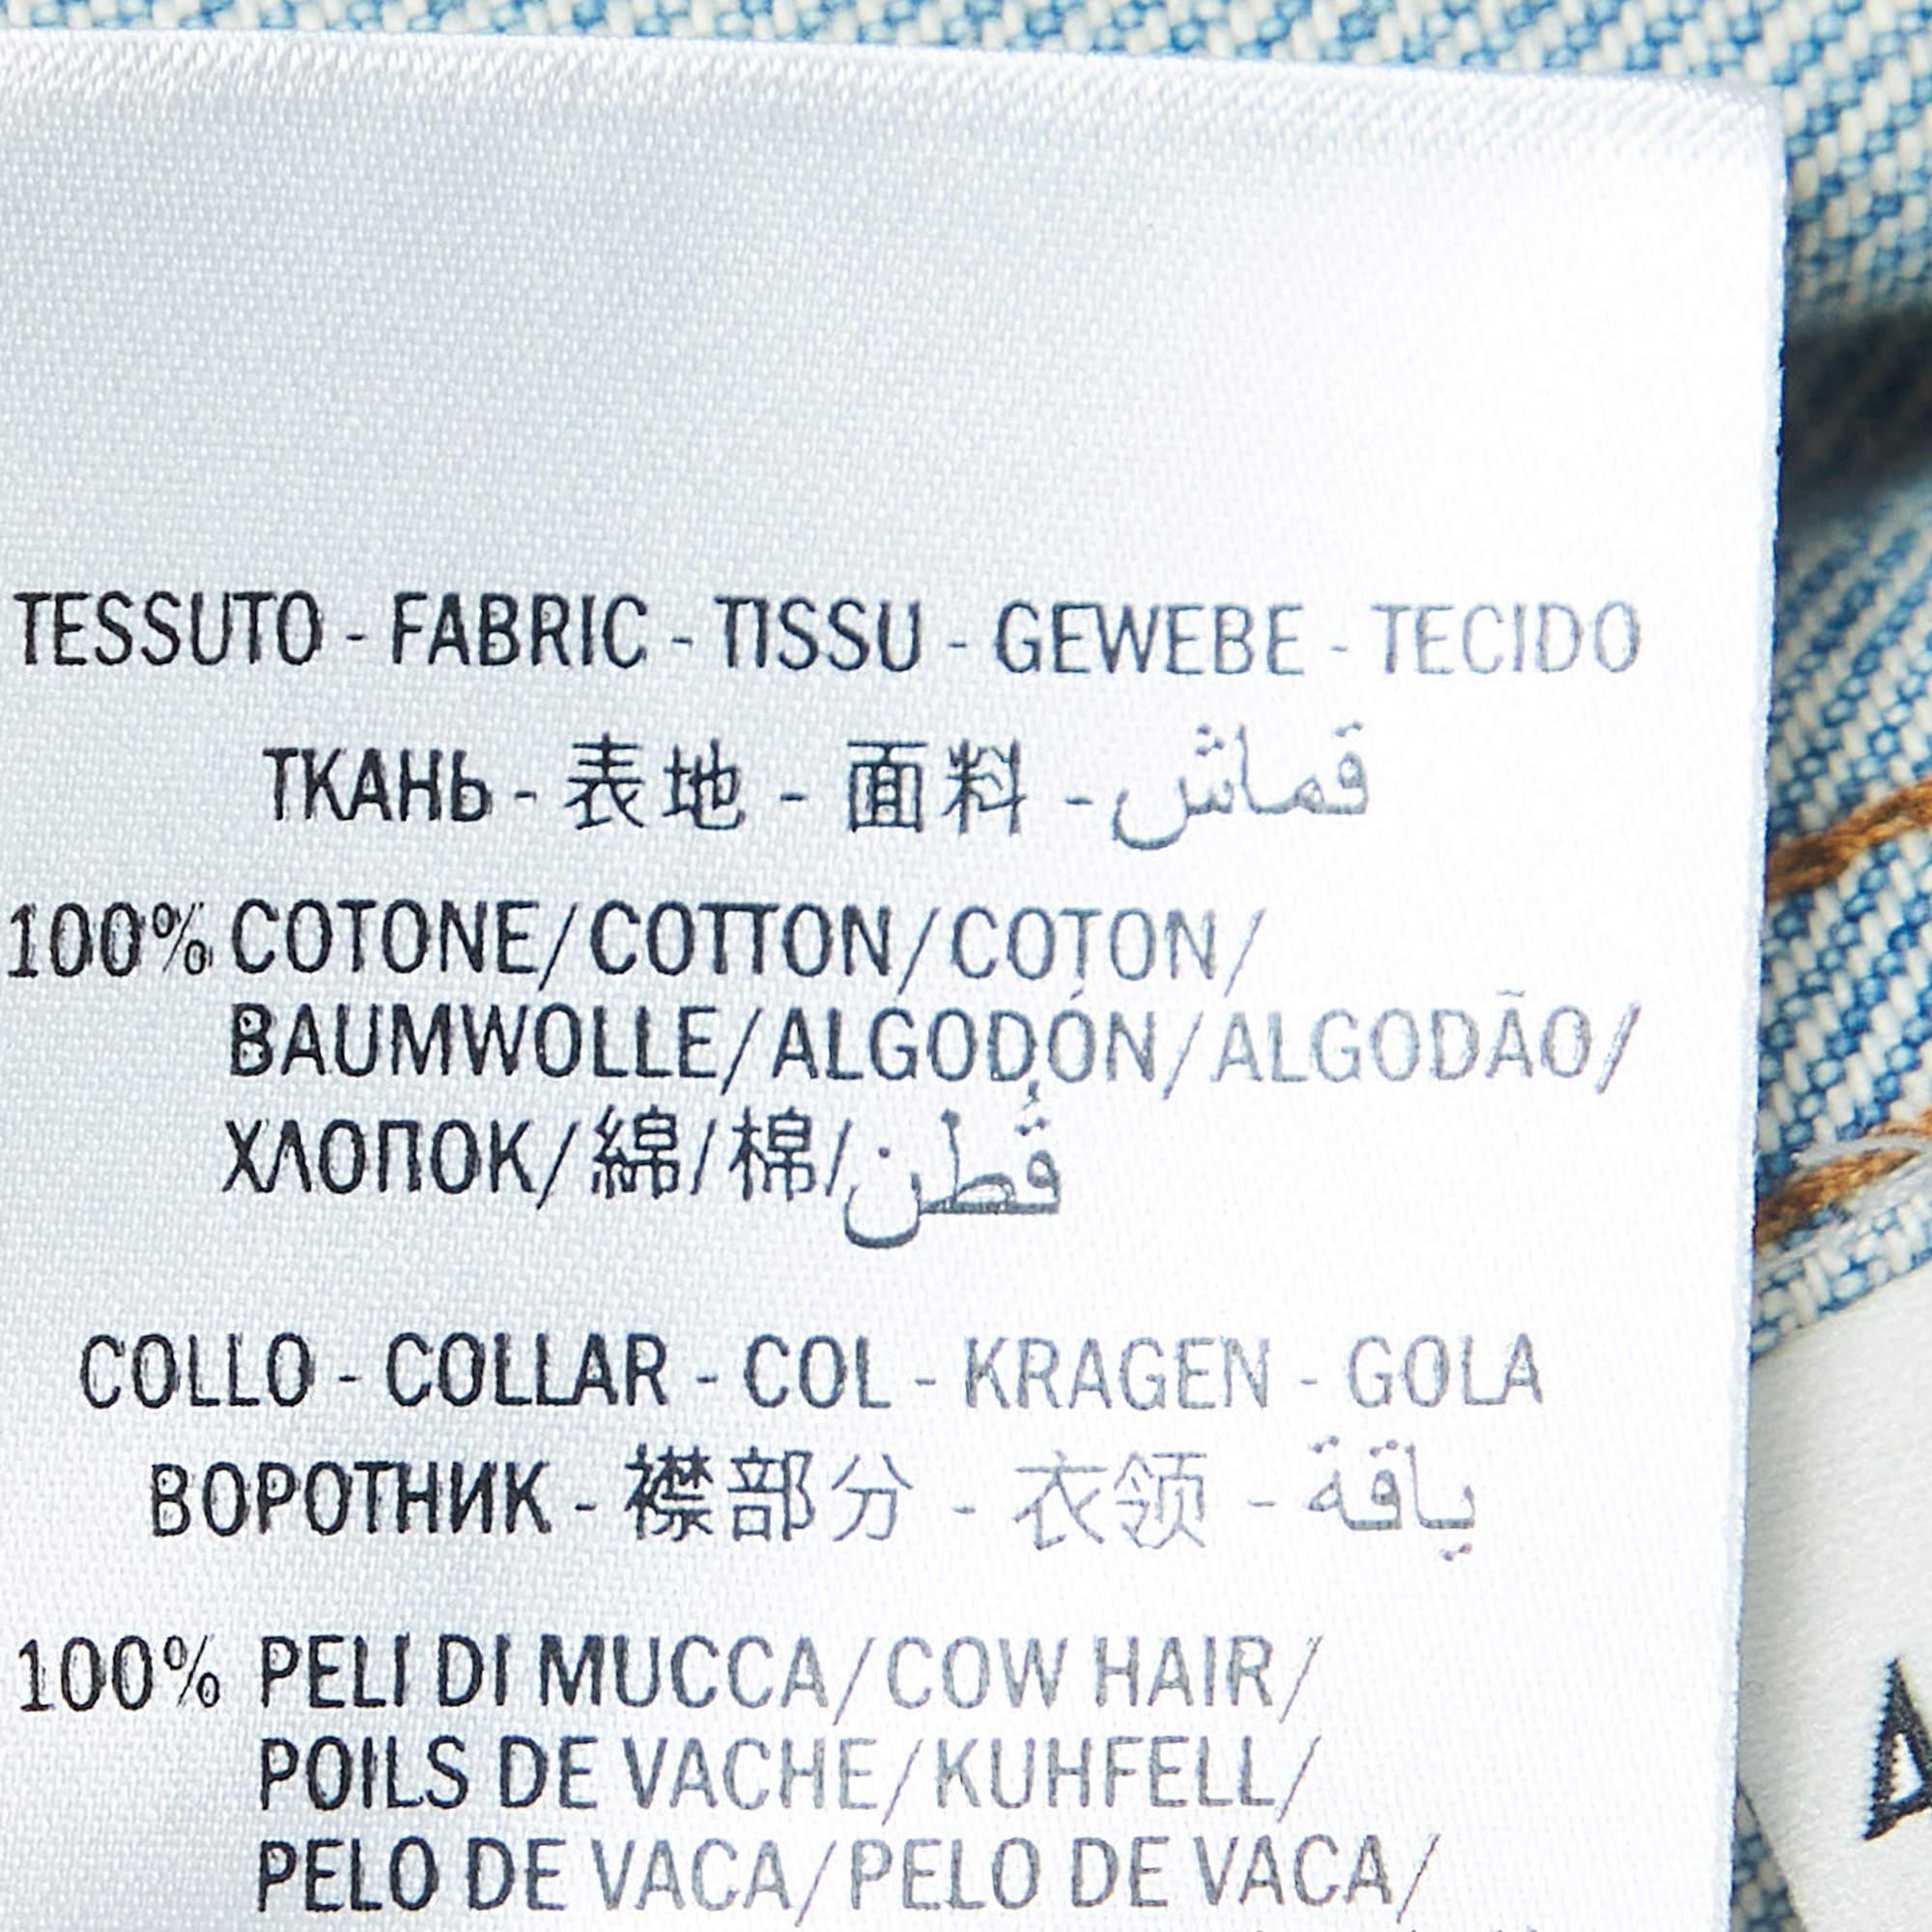 TESSUTO - FABRIC - TISSU - GEWEBE - TECIDO
ТКАНЬ - 表地 - 面料 - قماش
100% COTONE/COTTON/COTON/
BAUMWOLLE/ALGODÓN/ALGODÃO/
ХЛОПОК/綿/棉/قُطن
COLLO - COLLAR - COL - KRAGEN - GOLA
ВОРОТНИК - 襟部分 - 衣领 - ياقة
100% PELI DI MUCCA/COW HAIR/
POILS DE VACHE/KUHFELL/
PELO DE VACA/PELO DE VACA/